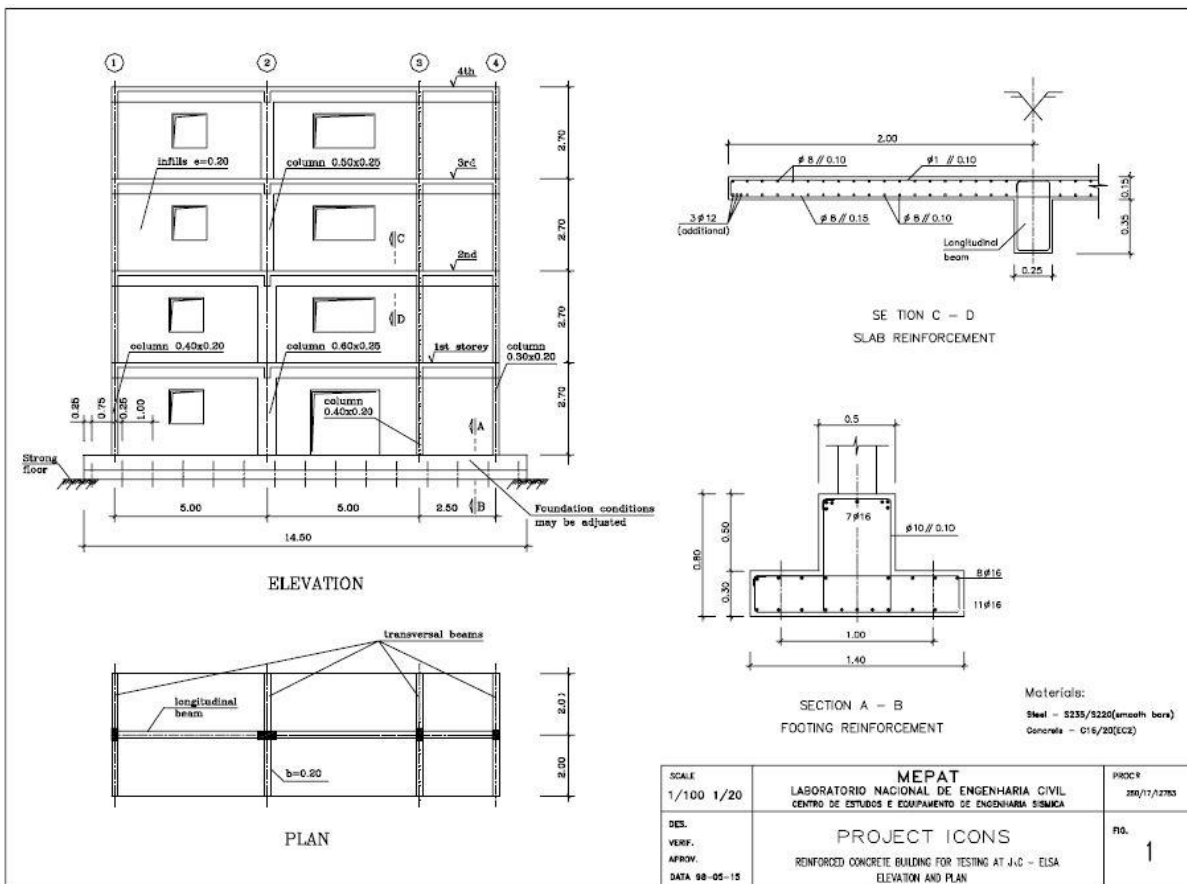 1
2
3
4
4th
infills e=0.20
column 0.50x0.25
3rd
2.70
C
2nd
2.70
D
column 0.40x0.20
column 0.60x0.25
1st storey
column
0.30x0.20
2.70
0.25
0.75
0.25
1.00
column
0.40x0.20
A
2.70
Strong
floor
5.00
5.00
2.50
B
Foundation conditions
may be adjusted
14.50
ELEVATION
transversal beams
longitudinal
beam
2.00
b=0.20
PLAN
2.00
ø 8 // 0.10
ø1 // 0.10
0.15
0.35
3ø12
(additional)
ø 8 // 0.15
ø 8 // 0.10
Longitudinal
beam
0.25
SE TION C - D
SLAB REINFORCEMENT
0.5
7ø16
ø10// 0.10
0.80
0.50
0.30
8ø16
11ø16
1.00
1.40
SECTION A - B
FOOTING REINFORCEMENT
Materials:
Steel - S235/S220(smooth bars)
Concrete - C16/20(EC2)
SCALE
1/100 1/20
MEPAT
LABORATORIO NACIONAL DE ENGENHARIA CIVIL
CENTRO DE ESTUDOS E EQUIPAMENTO DE ENGENHARIA SISMICA
DES.
VERIF.
APROV.
DATA 98-05-15
PROJECT ICONS
REINFORCED CONCRETE BUILDING FOR TESTING AT - ELSA
ELEVATION AND PLAN
FIG.
1